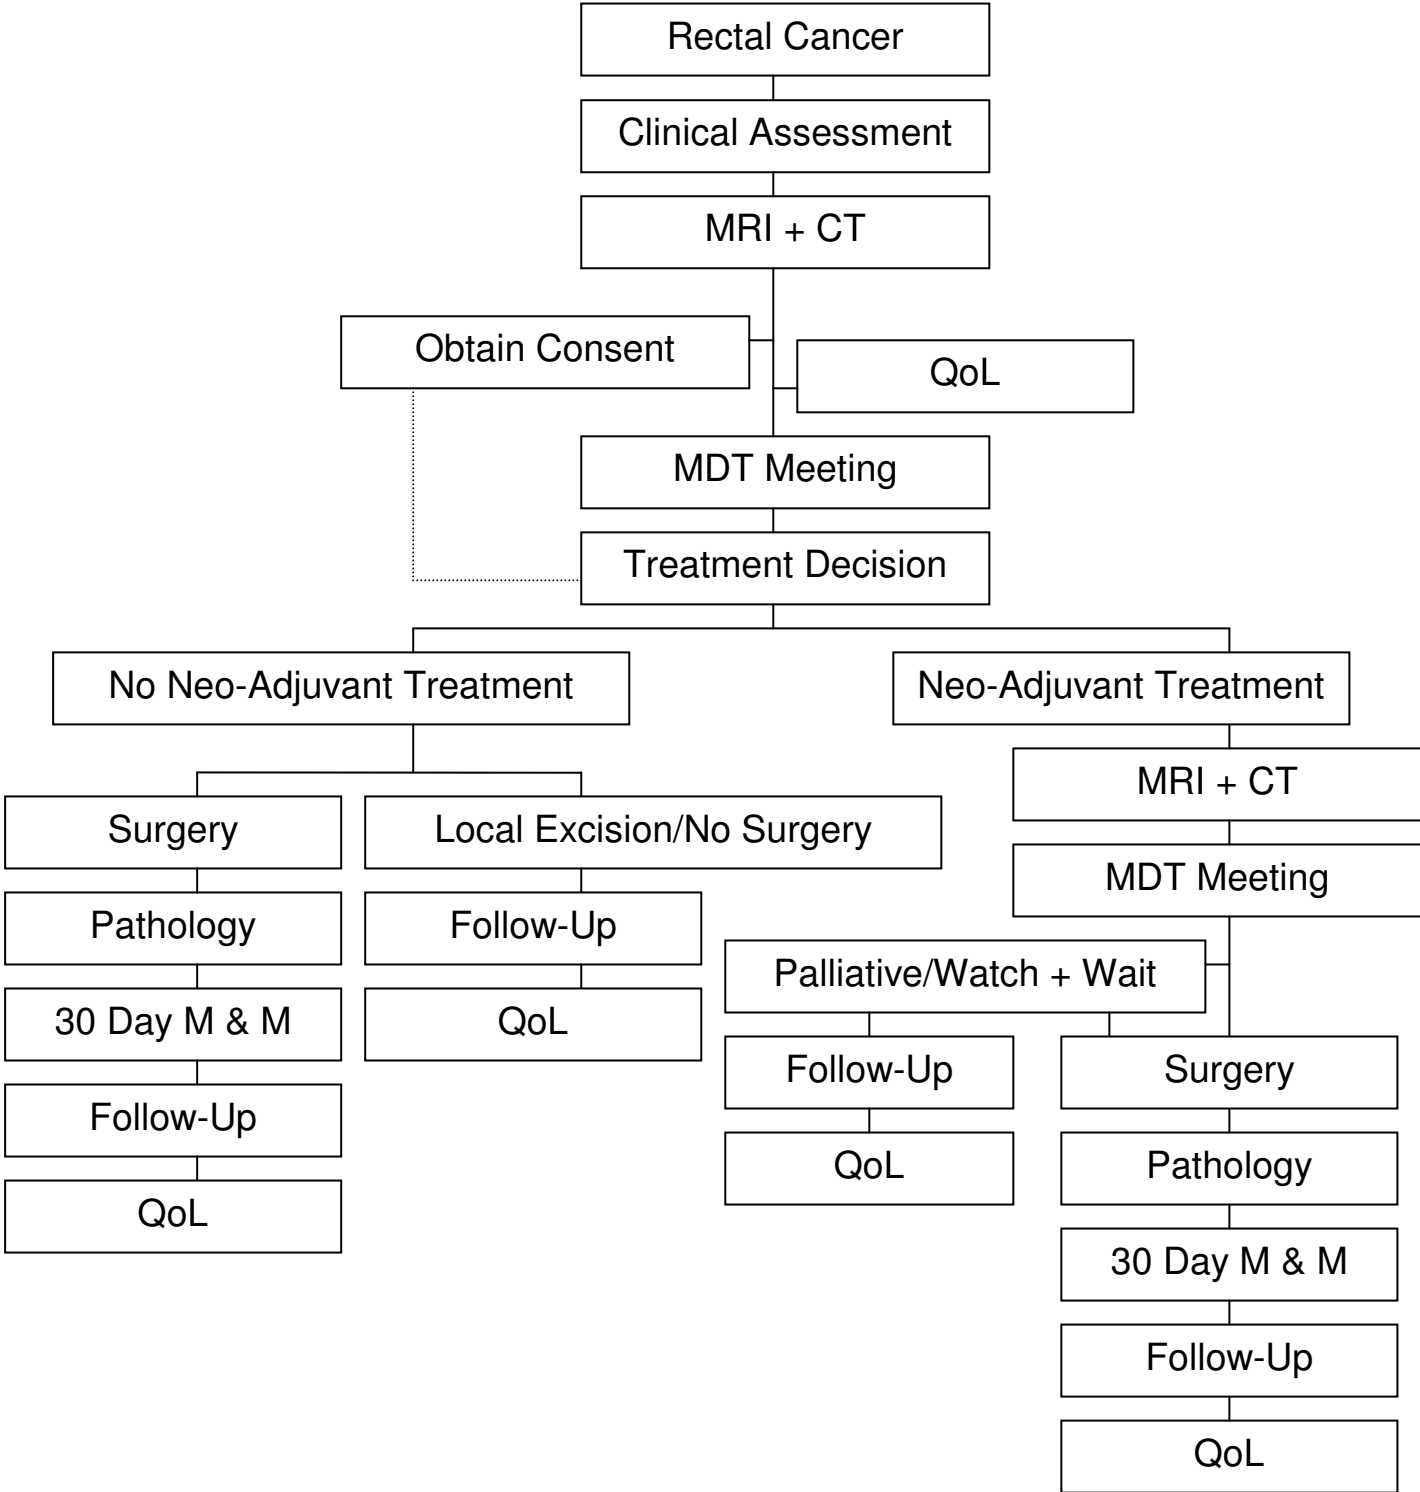 Rectal Cancer
Clinical Assessment
MRI + CT
Obtain Consent
QoL
MDT Meeting
Treatment Decision
No Neo-Adjuvant Treatment
Neo-Adjuvant Treatment
Surgery
Pathology
30 Day M & M
Follow-Up
QoL
Local Excision/No Surgery
Follow-Up
QoL
MRI + CT
MDT Meeting
Palliative/Watch + Wait
Follow-Up
QoL
Surgery
Pathology
30 Day M & M
Follow-Up
QoL